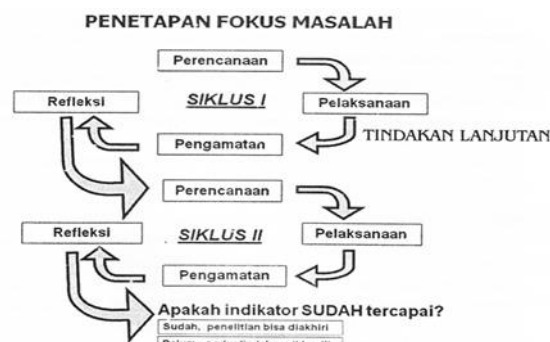 PENETAPAN FOKUS MASALAH
Perencanaan
Refleksi
SIKLUS I
Pelaksanaan
TINDAKAN LANJUTAN
Pengamatan
Perencanaan
Refleksi
SIKLUS II
Pelaksanaan
Pengamatan
Apakah indikator SUDAH tercapai?
Sudah, penelitian bisa diakhiri